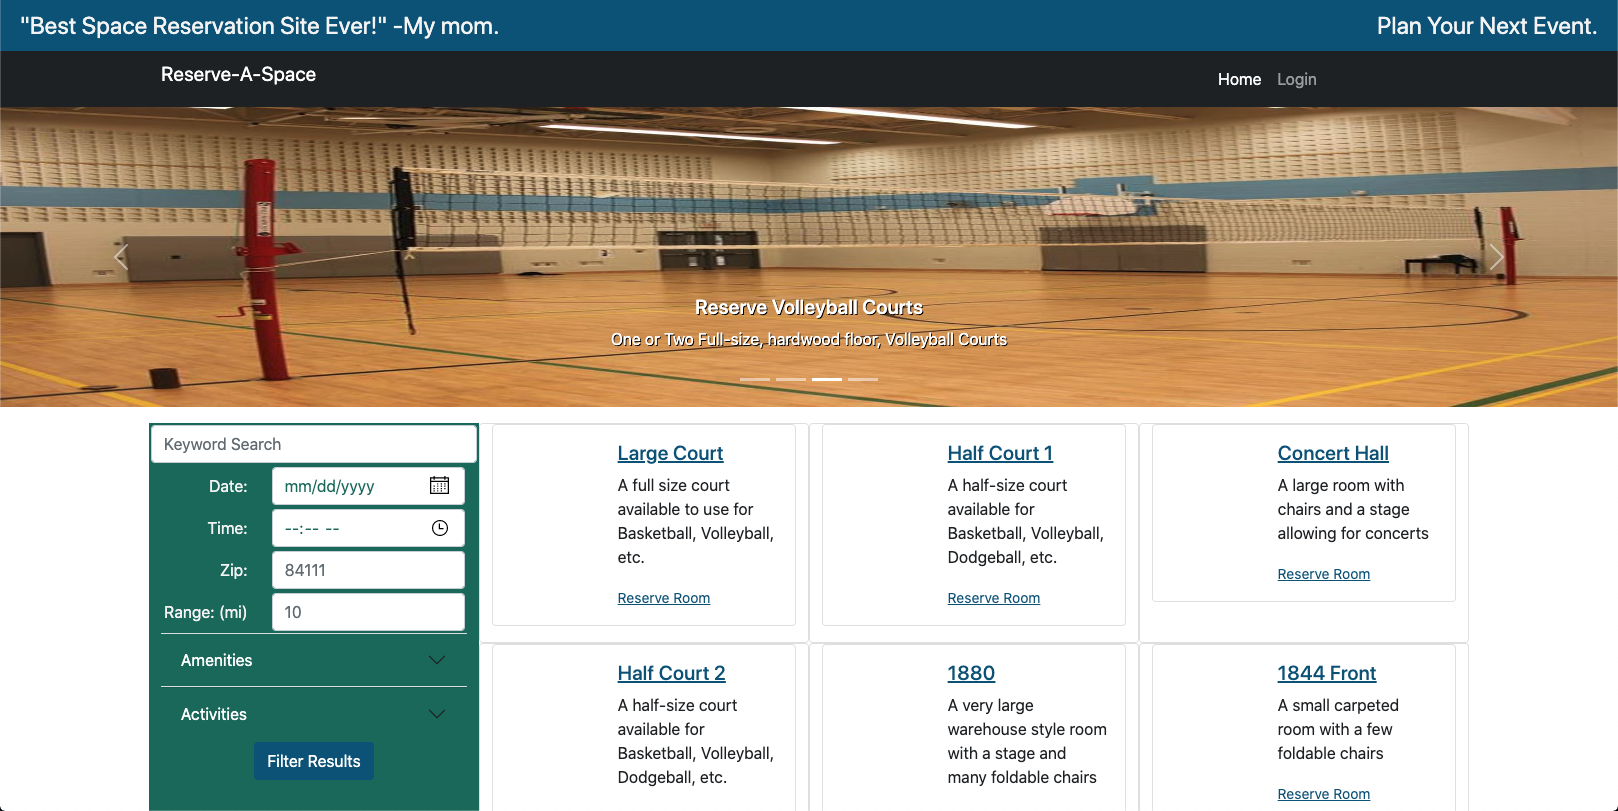 "Best Space Reservation Site Ever!" -My mom.
Plan Your Next Event.
Reserve-A-Space
Home
Login
Reserve Volleyball Courts
One or Two Full-size, hardwood floor, Volleyball Courts
Keyword Search
Date:
mm/dd/yyyy
Time:
--:-- --
Zip:
84111
Range: (mi)
10
Amenities
Activities
Filter Results
Large Court
A full size court
available to use for
Basketball, Volleyball,
etc.
Reserve Room
Half Court 1
A half-size court
available for
Basketball, Volleyball,
Dodgeball, etc.
Reserve Room
Concert Hall
A large room with
chairs and a stage
allowing for concerts
Reserve Room
Half Court 2
A half-size court
available for
Basketball, Volleyball,
Dodgeball, etc.
1880
A very large
warehouse style room
with a stage and
many foldable chairs
1844 Front
A small carpeted
room with a few
foldable chairs
Reserve Room